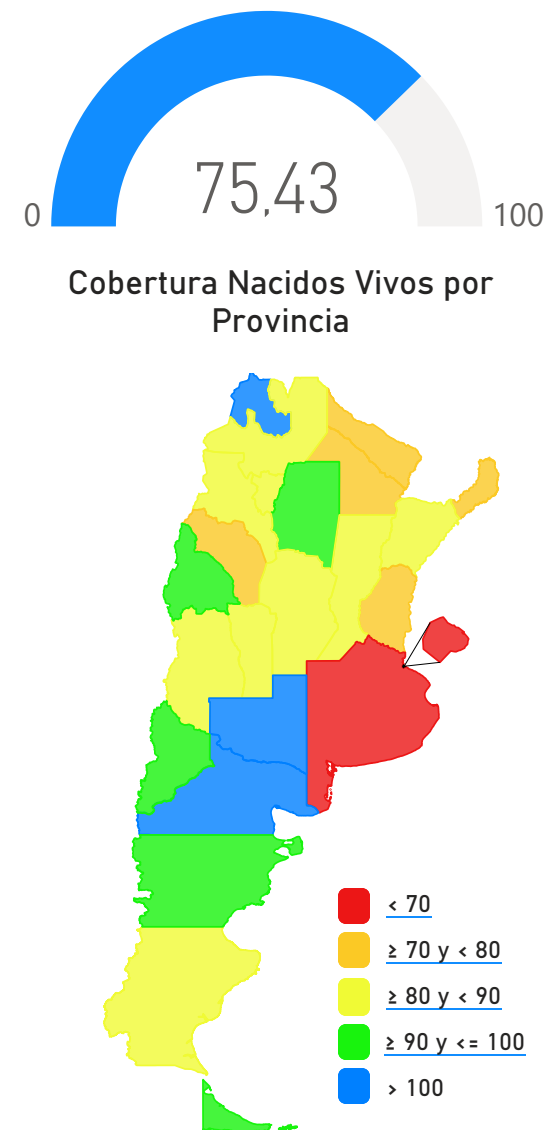 75,43
0
100
Cobertura Nacidos Vivos por
Provincia
< 70
≥ 70 y < 80
≥ 80 y < 90
≥ 90 y <= 100
> 100